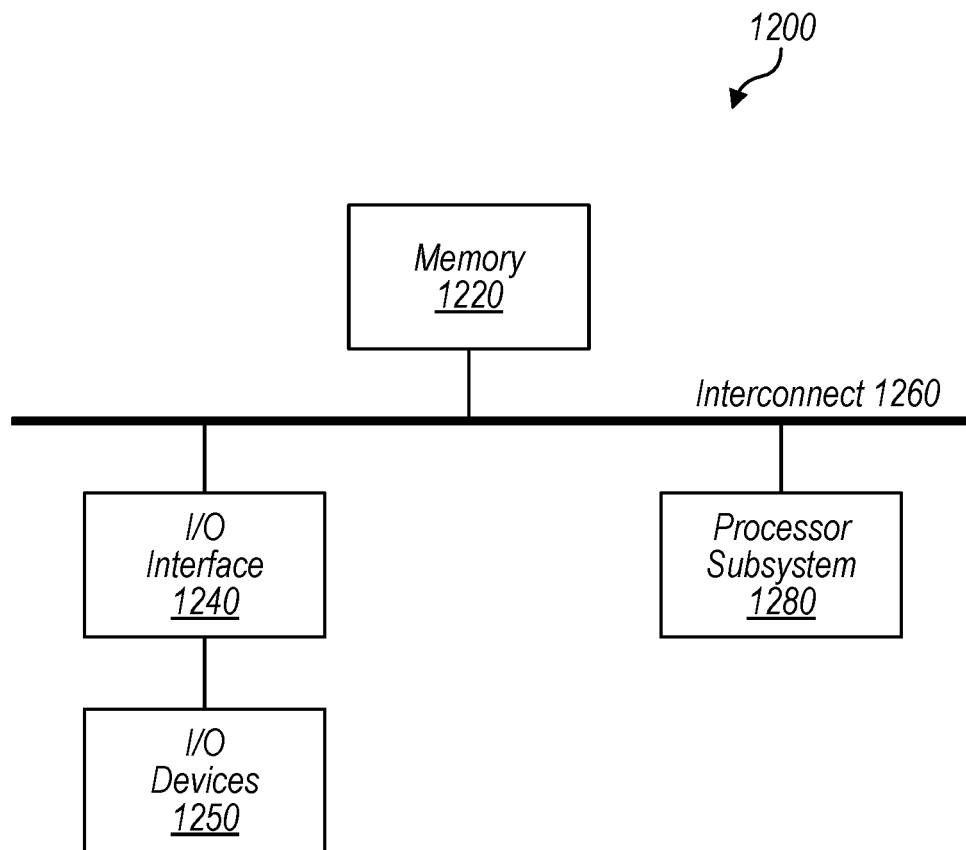 1200
Memory
1220
Interconnect 1260
I/O
Interface
1240
Processor
Subsystem
1280
I/O
Devices
1250